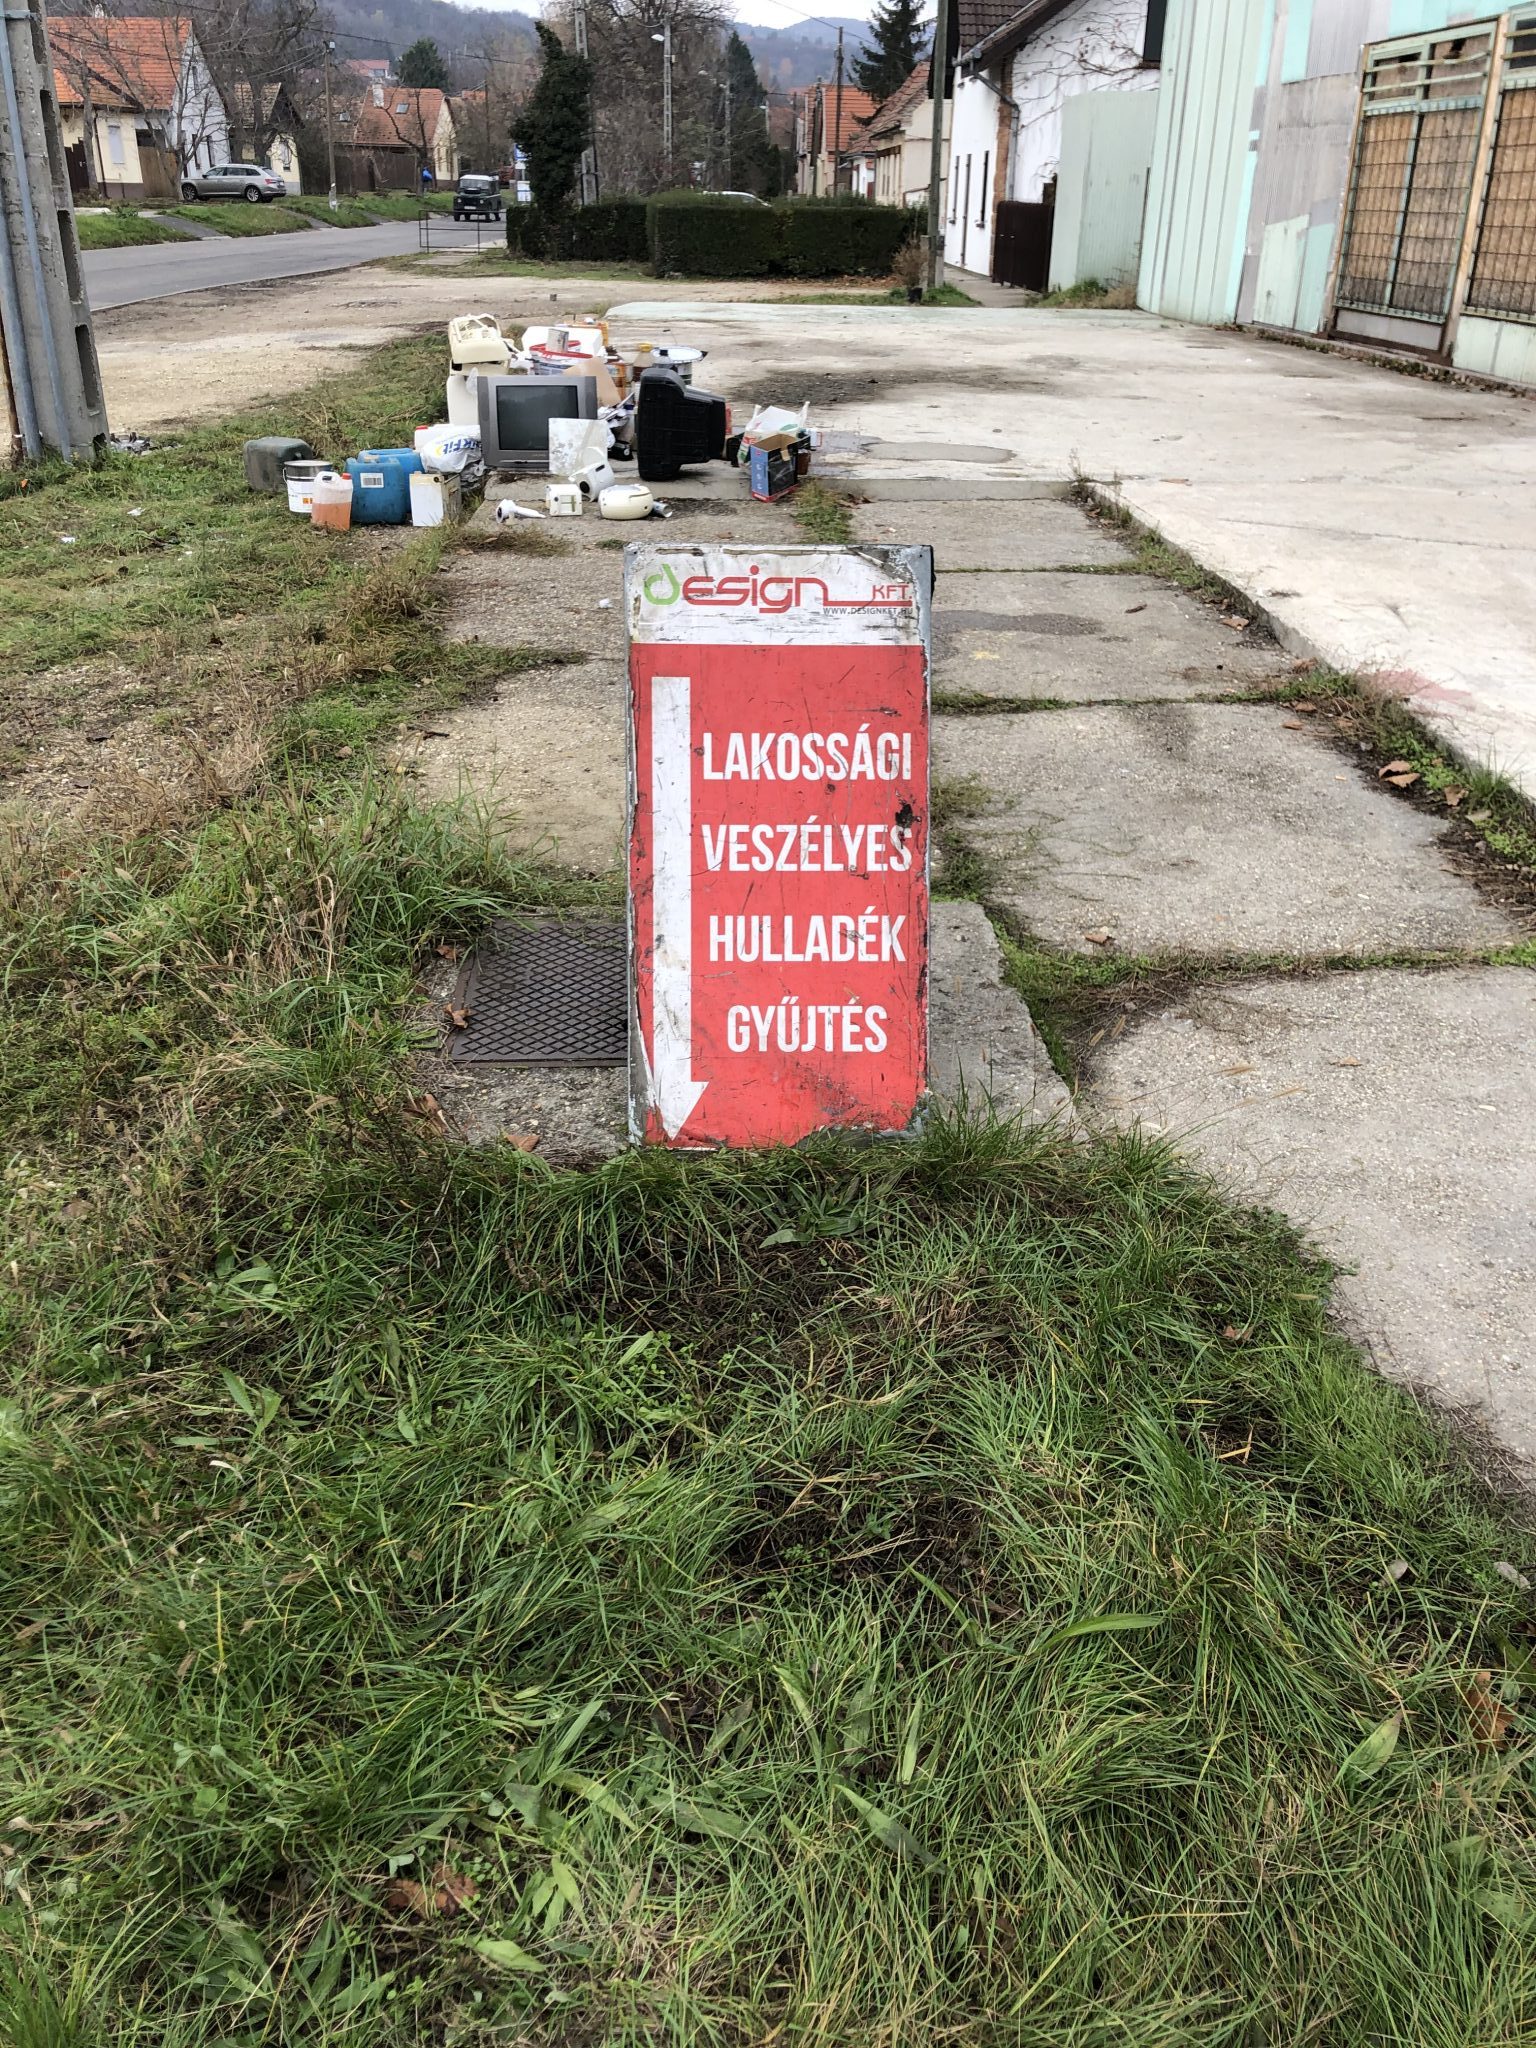 design KFT.
WWW.DESIGNKFT.HU
LAKOSSÁGI
VESZÉLYES
HULLADÉK
GYŰJTÉS